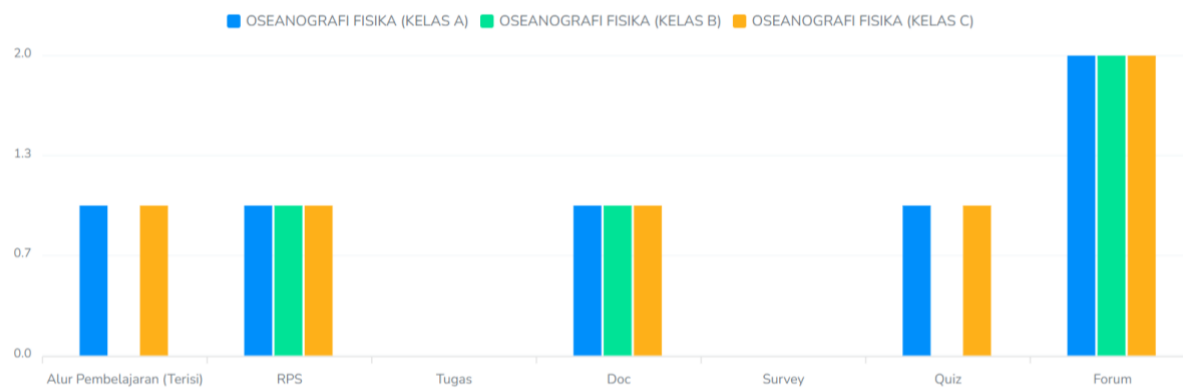 OSEANOGRAFI FISIKA (KELAS A) OSEANOGRAFI FISIKA (KELAS B) OSEANOGRAFI FISIKA (KELAS C)
2.0
1.3
0.7
0.0
Alur Pembelajaran (Terisi) RPS Tugas Doc Survey Quiz Forum